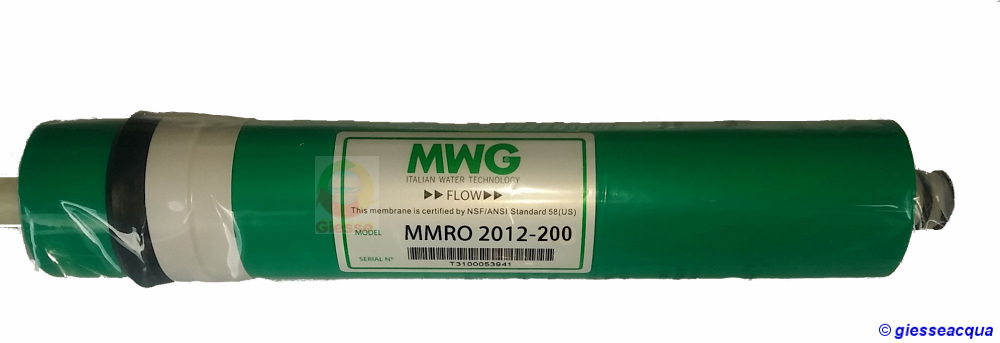 MWG
ITALIAN WATER TECHNOLOGY
▶▶ FLOW ▶▶
This membrane is certified by NSF/ANSI Standard 58(US)
MODEL MMRO 2012-200
SERIAL N° T3100053941
Giesse
© giesseacqua